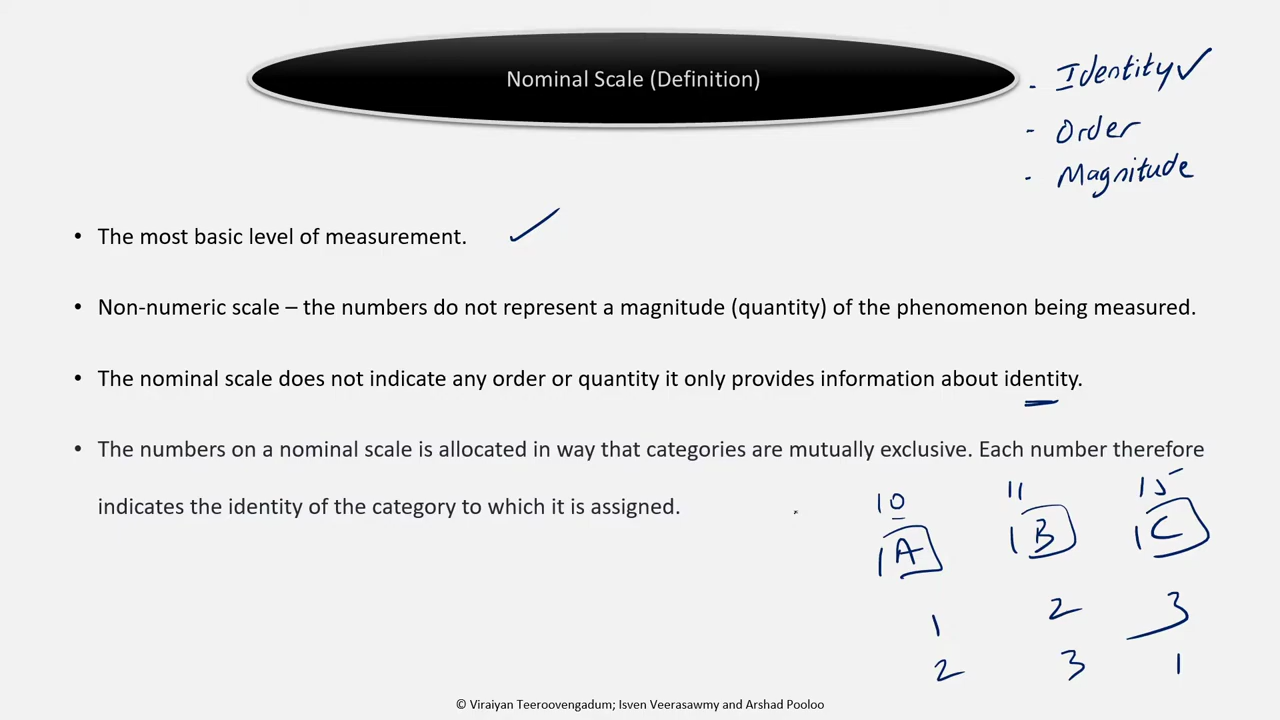 Nominal Scale (Definition)
- Identity✓
- Order
- Magnitude
• The most basic level of measurement. ✓
• Non-numeric scale – the numbers do not represent a magnitude (quantity) of the phenomenon being measured.
• The nominal scale does not indicate any order or quantity it only provides information about identity.
• The numbers on a nominal scale is allocated in way that categories are mutually exclusive. Each number therefore
indicates the identity of the category to which it is assigned.
10 11 15
A B C
1 2 3
2 3 1
© Viraiyan Teeroovengadum; Isven Veerasawmy and Arshad Pooloo